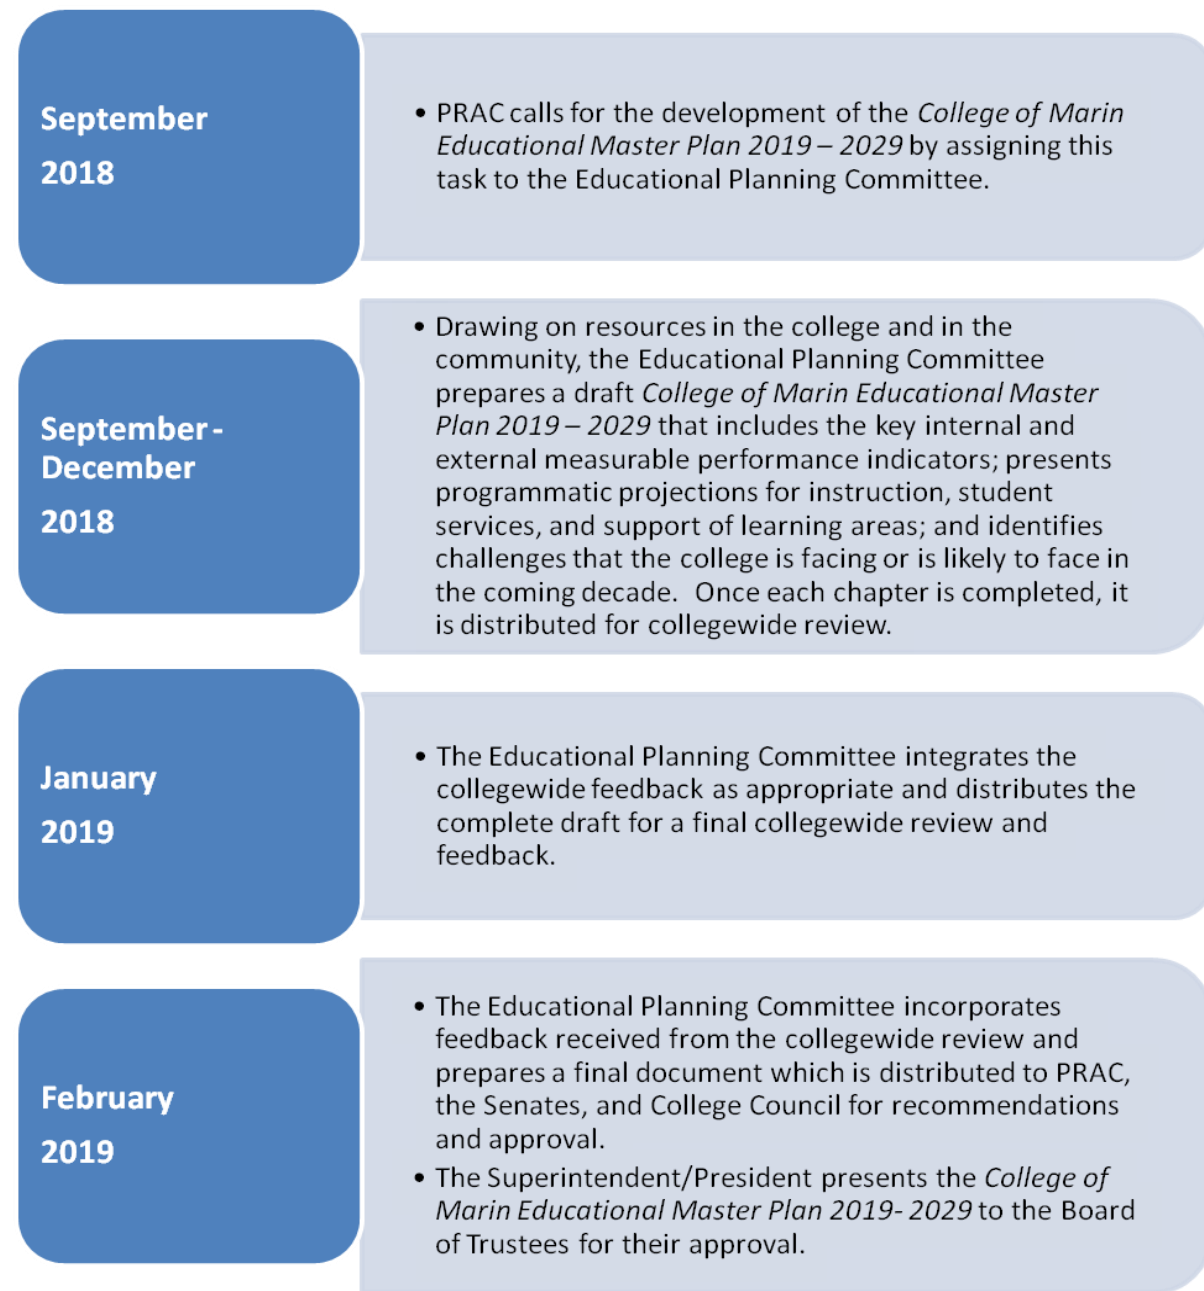 September
2018
• PRAC calls for the development of the College of Marin
Educational Master Plan 2019 – 2029 by assigning this
task to the Educational Planning Committee.
September -
December
2018
• Drawing on resources in the college and in the
community, the Educational Planning Committee
prepares a draft College of Marin Educational Master
Plan 2019 – 2029 that includes the key internal and
external measurable performance indicators; presents
programmatic projections for instruction, student
services, and support of learning areas; and identifies
challenges that the college is facing or is likely to face in
the coming decade.  Once each chapter is completed, it
is distributed for collegewide review.
January
2019
• The Educational Planning Committee integrates the
collegewide feedback as appropriate and distributes the
complete draft for a final collegewide review and
feedback.
February
2019
• The Educational Planning Committee incorporates
feedback received from the collegewide review and
prepares a final document which is distributed to PRAC,
the Senates, and College Council for recommendations
and approval.
• The Superintendent/President presents the College of
Marin Educational Master Plan 2019- 2029 to the Board
of Trustees for their approval.